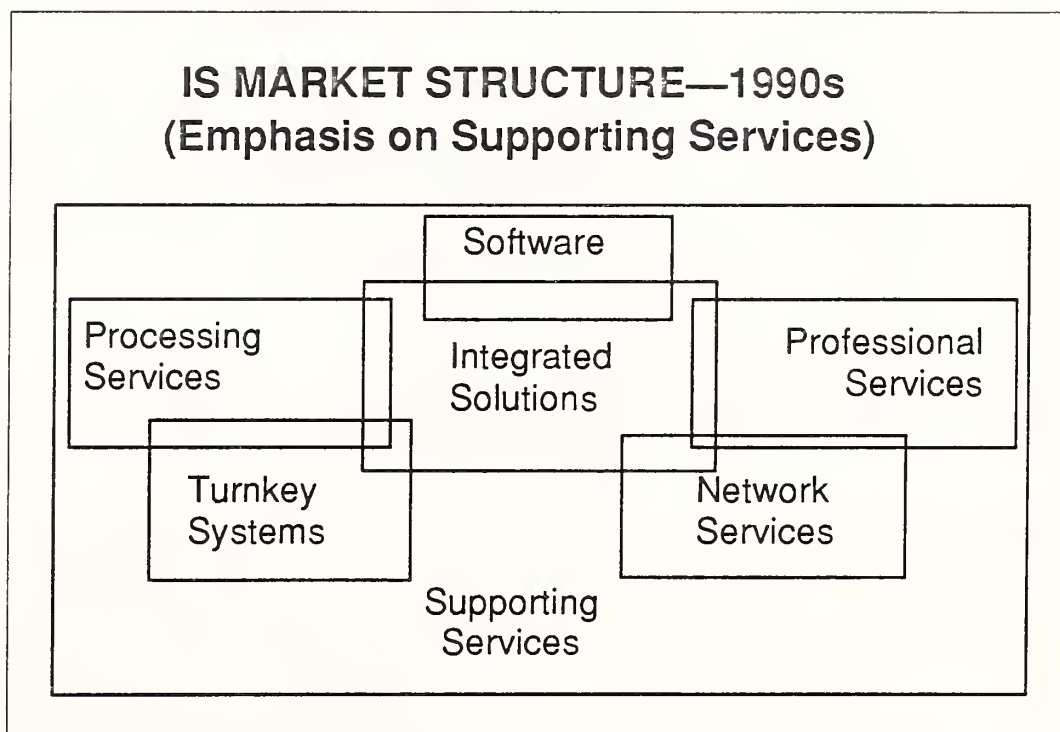 IS MARKET STRUCTURE—1990s
(Emphasis on Supporting Services)
Software
Processing
Services
Integrated
Solutions
Professional
Services
Turnkey
Systems
Network
Services
Supporting
Services